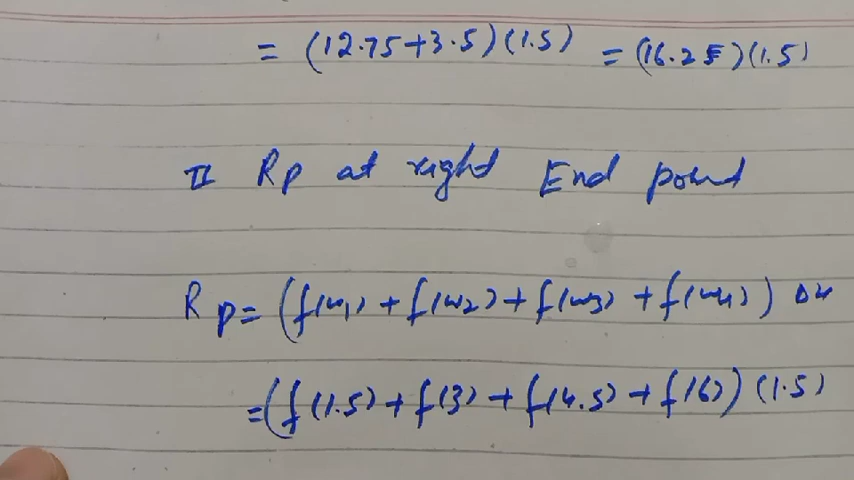 = (12.75+3.5)(1.5) = (16.25)(1.5)
II Rp at right End point
Rp = (f(w1) + f(w2) + f(w3) + f(w4)) Δx
= (f(1.5) + f(3) + f(4.5) + f(6)) (1.5)